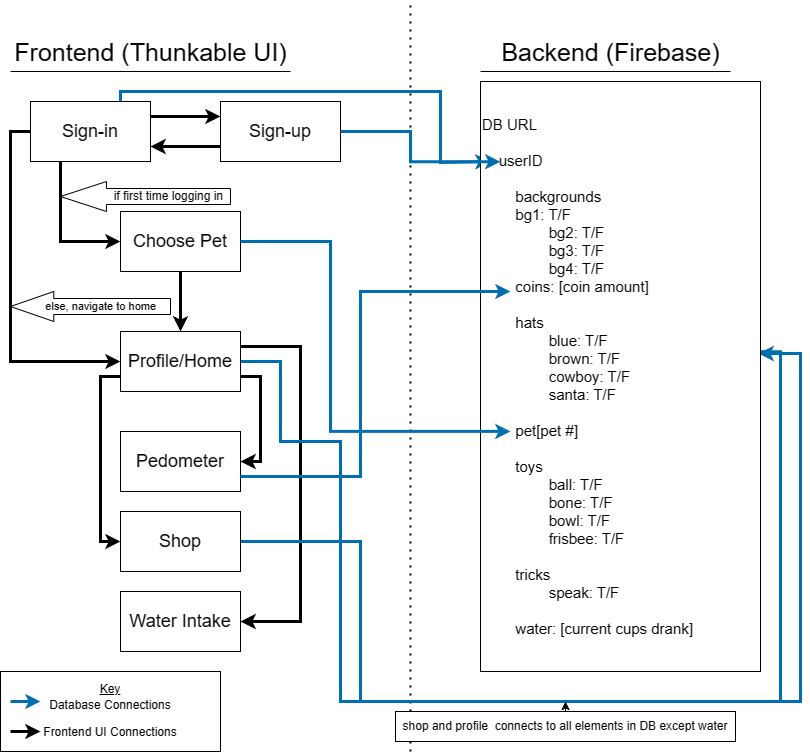 Frontend (Thunkable UI)
Backend (Firebase)
Sign-in
Sign-up
if first time logging in
Choose Pet
else, navigate to home
Profile/Home
Pedometer
Shop
Water Intake
DB URL
userID
backgrounds
bg1: T/F
bg2: T/F
bg3: T/F
bg4: T/F
coins: [coin amount]
hats
blue: T/F
brown: T/F
cowboy: T/F
santa: T/F
pet[pet #]
toys
ball: T/F
bone: T/F
bowl: T/F
frisbee: T/F
tricks
speak: T/F
water: [current cups drank]
Key
Database Connections
Frontend UI Connections
shop and profile connects to all elements in DB except water